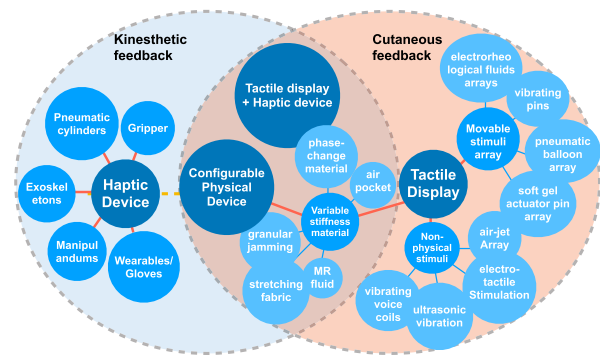 Kinesthetic
feedback
Cutaneous
feedback
Pneumatic
cylinders
Gripper
Exoskel
etons
Haptic
Device
Manipul
andums
Wearables/
Gloves
Tactile display
+ Haptic device
Configurable
Physical
Device
phase-
change
material
air
pocket
Variable
stiffness
material
granular
jamming
stretching
fabric
MR
fluid
Tactile
Display
electrorheo
logical fluids
arrays
vibrating
pins
Movable
stimuli
array
pneumatic
balloon
array
soft gel
actuator pin
array
Non-
physical
stimuli
air-jet
Array
electro-
tactile
Stimulation
vibrating
voice
coils
ultrasonic
vibration